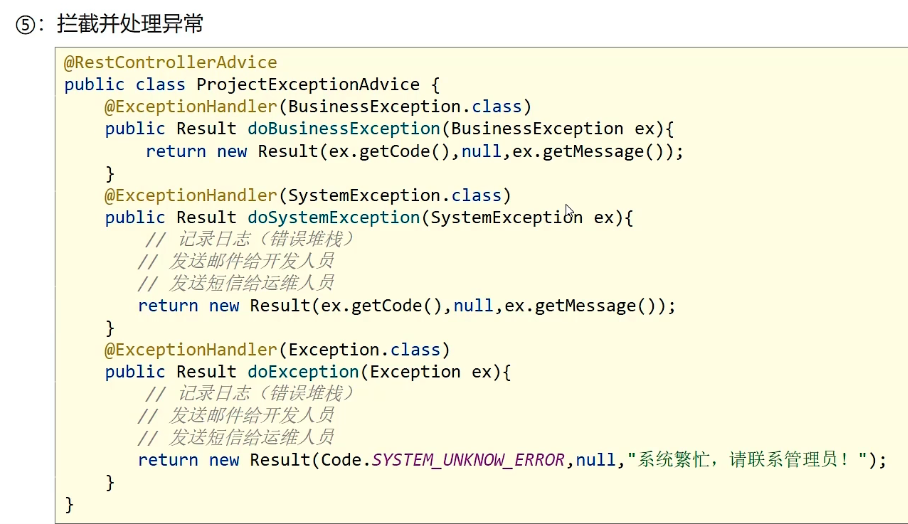 ⑤：拦截并处理异常
@RestControllerAdvice
public class ProjectExceptionAdvice {
    @ExceptionHandler(BusinessException.class)
    public Result doBusinessException(BusinessException ex){
        return new Result(ex.getCode(),null,ex.getMessage());
    }
    @ExceptionHandler(SystemException.class)
    public Result doSystemException(SystemException ex){
        // 记录日志（错误堆栈）
        // 发送邮件给开发人员
        // 发送短信给运维人员
        return new Result(ex.getCode(),null,ex.getMessage());
    }
    @ExceptionHandler(Exception.class)
    public Result doException(Exception ex){
        // 记录日志（错误堆栈）
        // 发送邮件给开发人员
        // 发送短信给运维人员
        return new Result(Code.SYSTEM_UNKNOW_ERROR,null,"系统繁忙，请联系管理员！");
    }
}